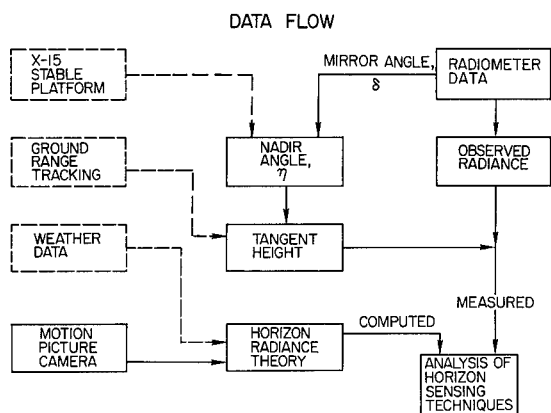 DATA FLOW
X-15
STABLE
PLATFORM
MIRROR ANGLE,
δ
RADIOMETER
DATA
GROUND
RANGE
TRACKING
NADIR
ANGLE,
η
OBSERVED
RADIANCE
WEATHER
DATA
TANGENT
HEIGHT
MEASURED
MOTION
PICTURE
CAMERA
HORIZON
RADIANCE
THEORY
COMPUTED
ANALYSIS OF
HORIZON
SENSING
TECHNIQUES